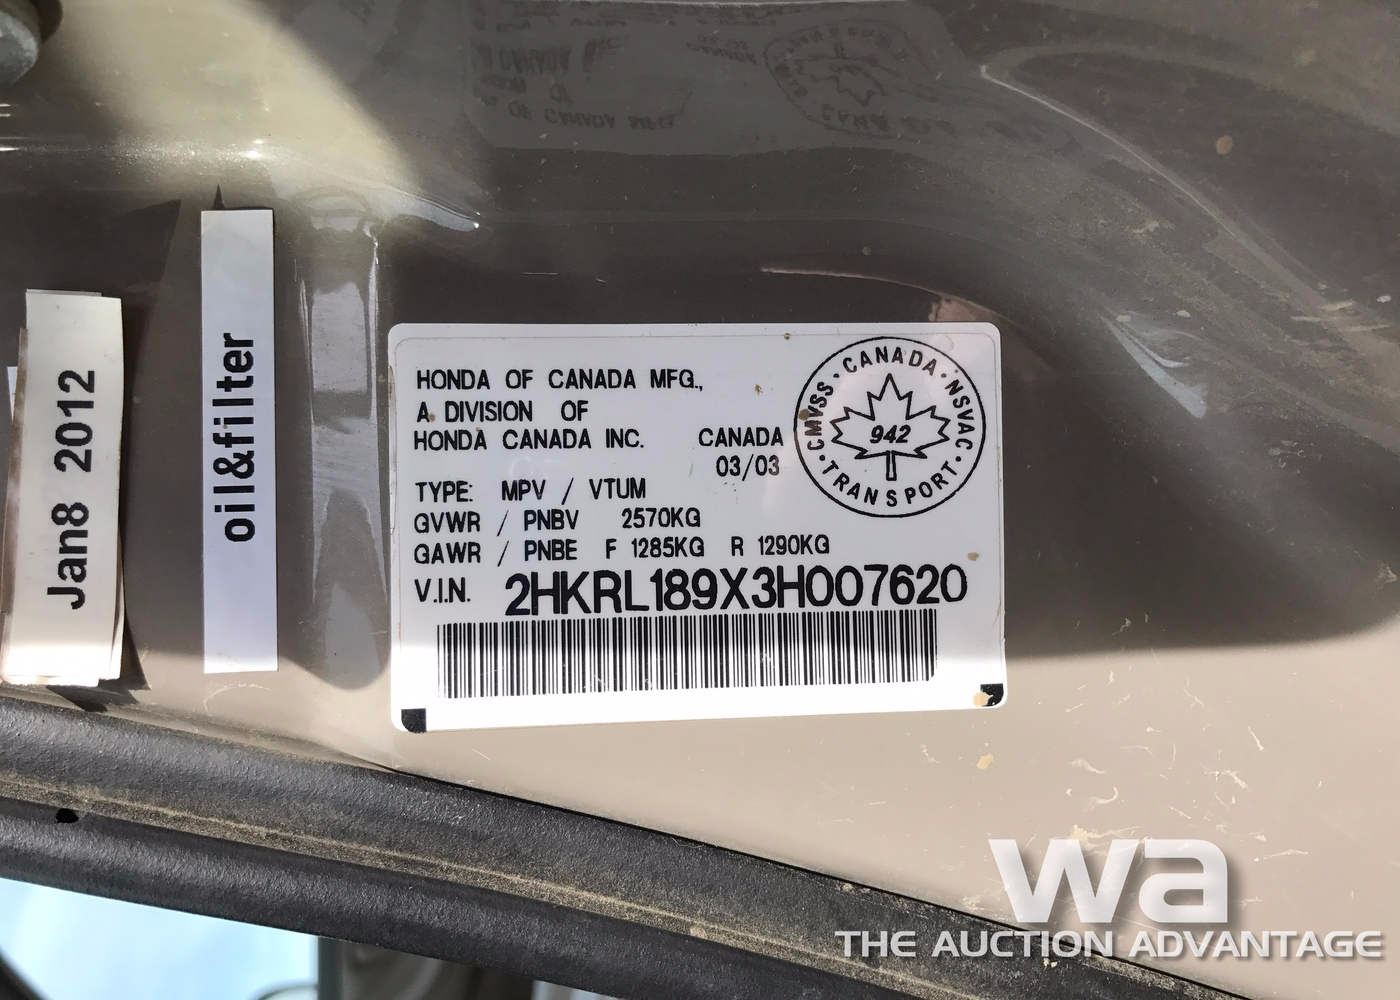 Jan8 2012
oil&filter
HONDA OF CANADA MFG.,
A DIVISION OF
HONDA CANADA INC. CANADA
03/03
TYPE: MPV / VTUM
GVWR / PNBV 2570KG
GAWR / PNBE F 1285KG R 1290KG
V.I.N. 2HKRL189X3H007620
CMVSS · CANADA · NSVAC
942
· TRANSPORT ·
wa
THE AUCTION ADVANTAGE